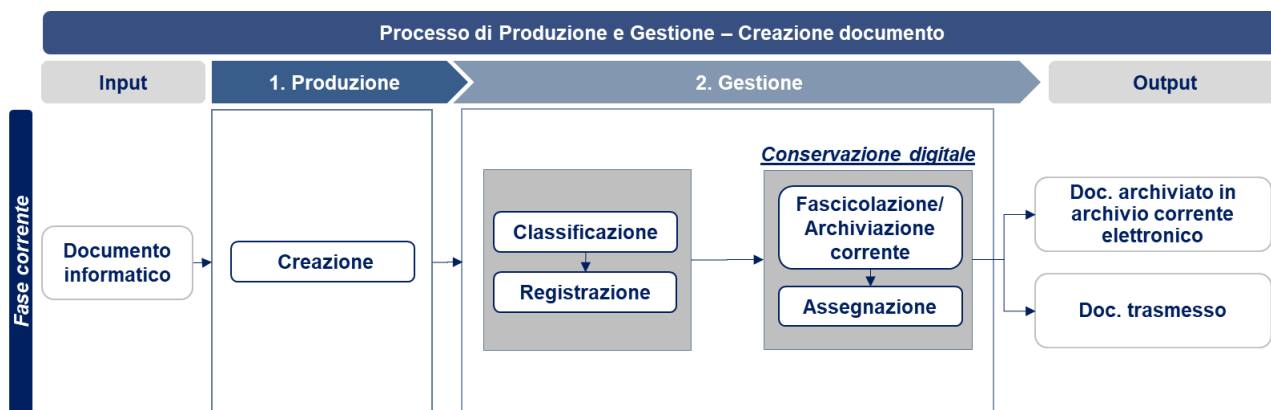 Processo di Produzione e Gestione – Creazione documento
Input
1. Produzione
2. Gestione
Output
Fase corrente
Documento
informatico
Creazione
Classificazione
Registrazione
Conservazione digitale
Fascicolazione/
Archiviazione
corrente
Assegnazione
Doc. archiviato in
archivio corrente
elettronico
Doc. trasmesso